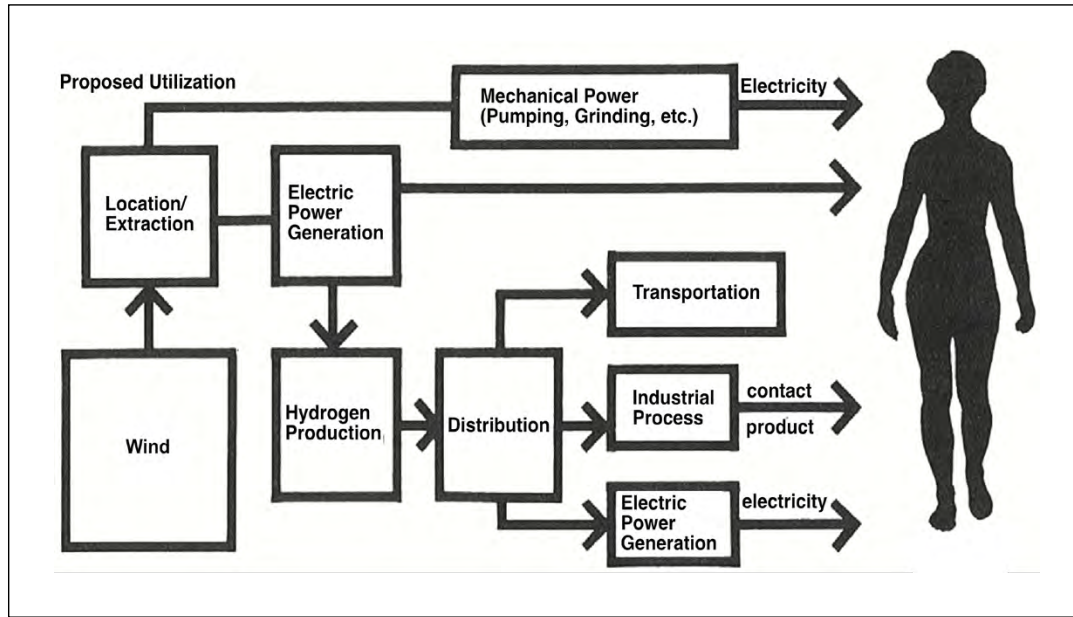 Proposed Utilization
Mechanical Power
(Pumping, Grinding, etc.)
Electricity
Location/
Extraction
Electric
Power
Generation
Transportation
Wind
Hydrogen
Production
Distribution
Industrial
Process
contact
product
Electric
Power
Generation
electricity